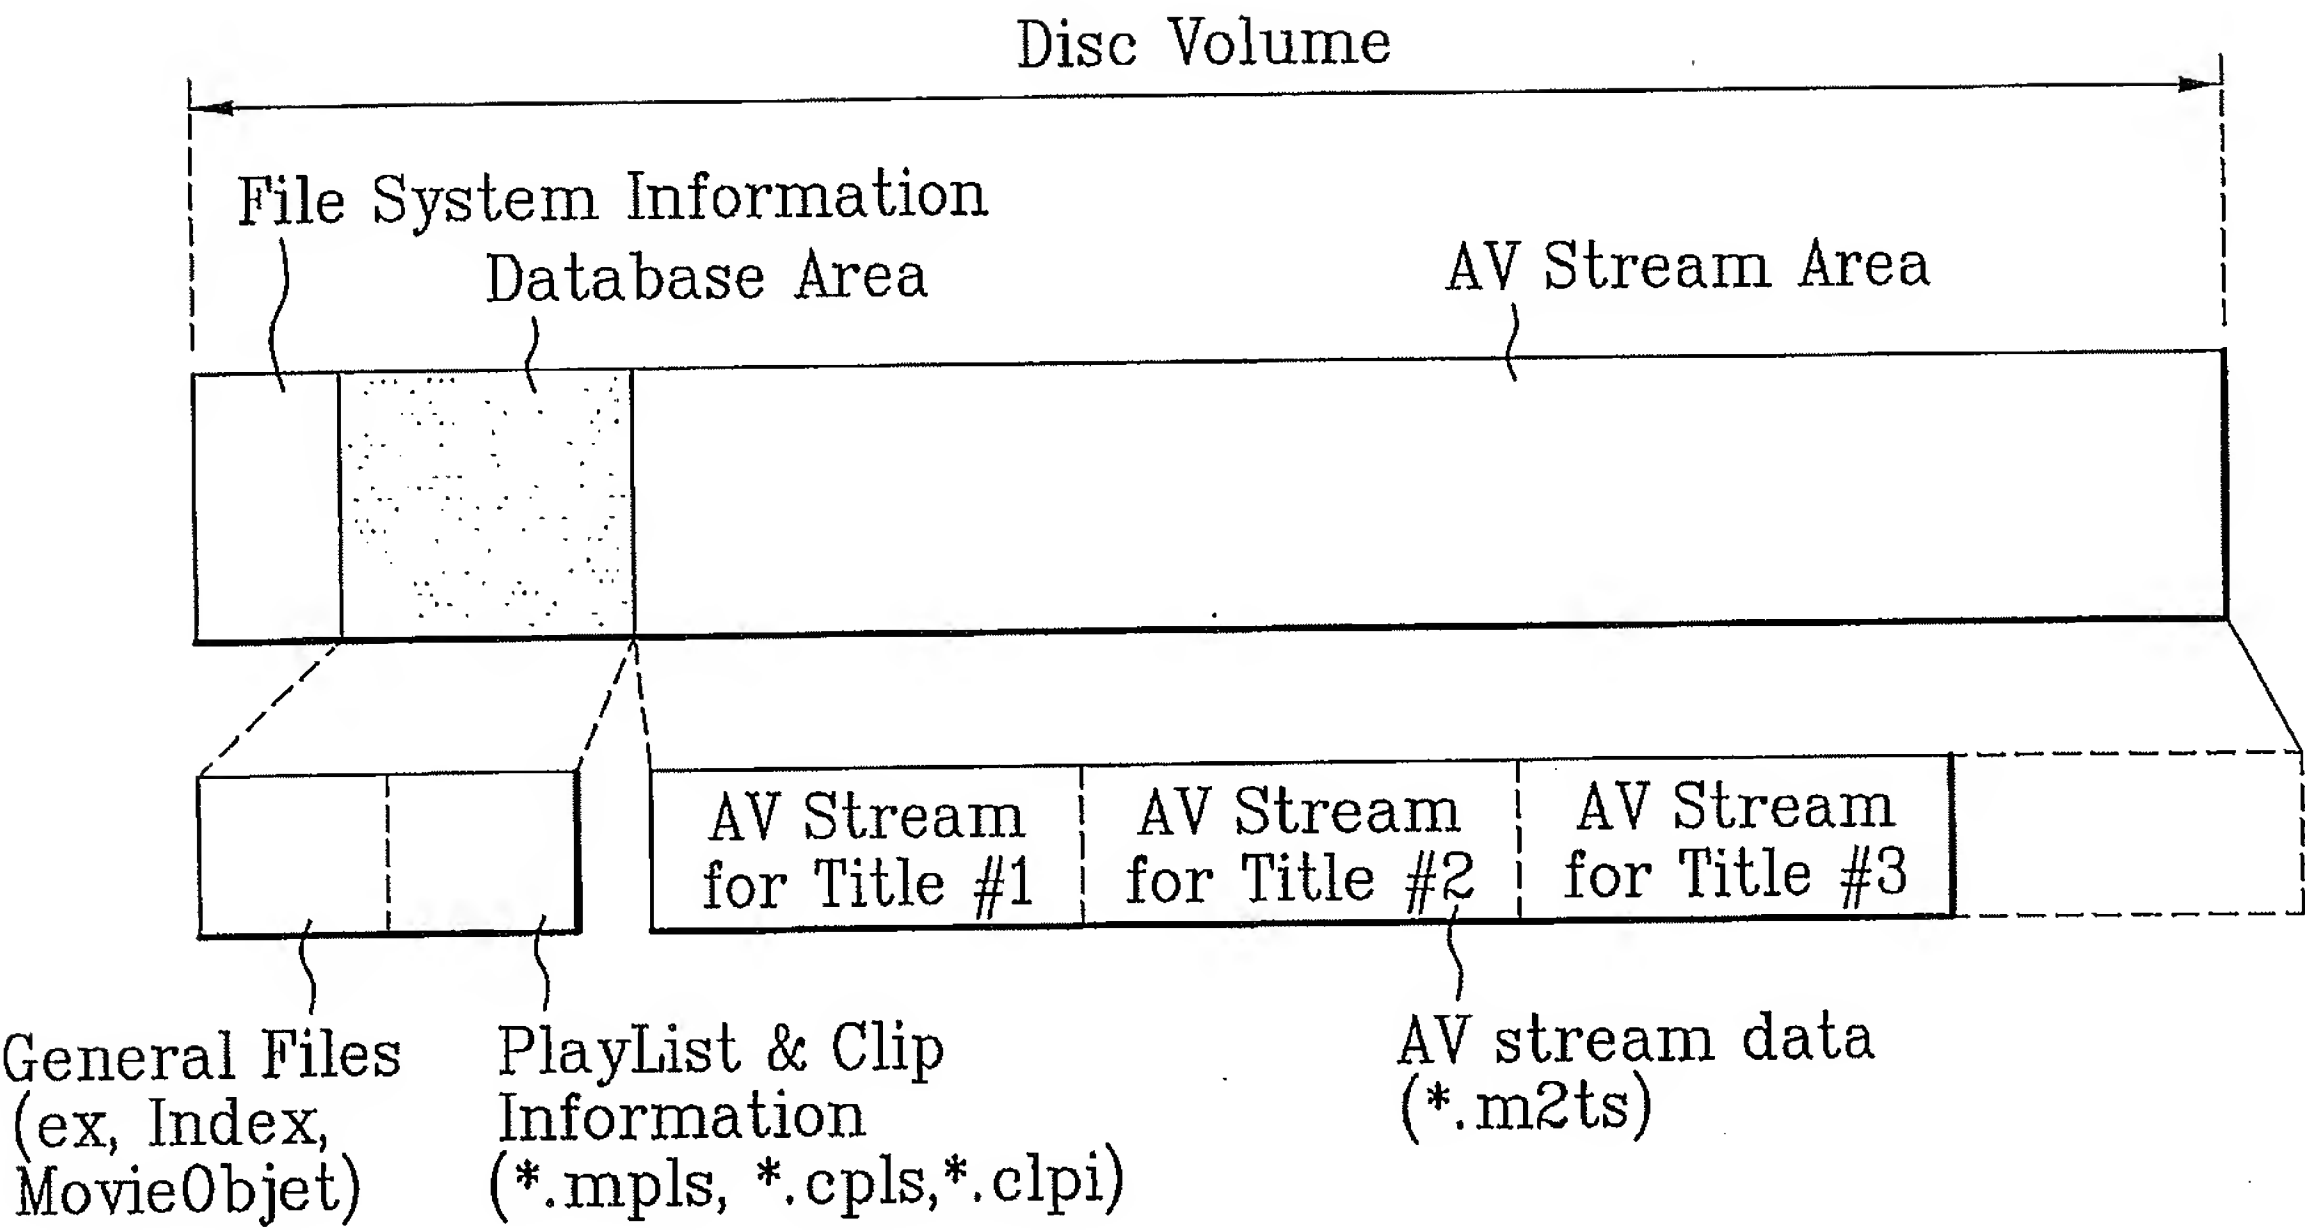 Disc Volume
File System Information
Database Area
AV Stream Area
AV Stream
for Title #1
AV Stream
for Title #2
AV Stream
for Title #3
General Files
(ex, Index,
MovieObjet)
PlayList & Clip
Information
(*.mpls, *.cpls,*.clpi)
AV stream data
(*.m2ts)